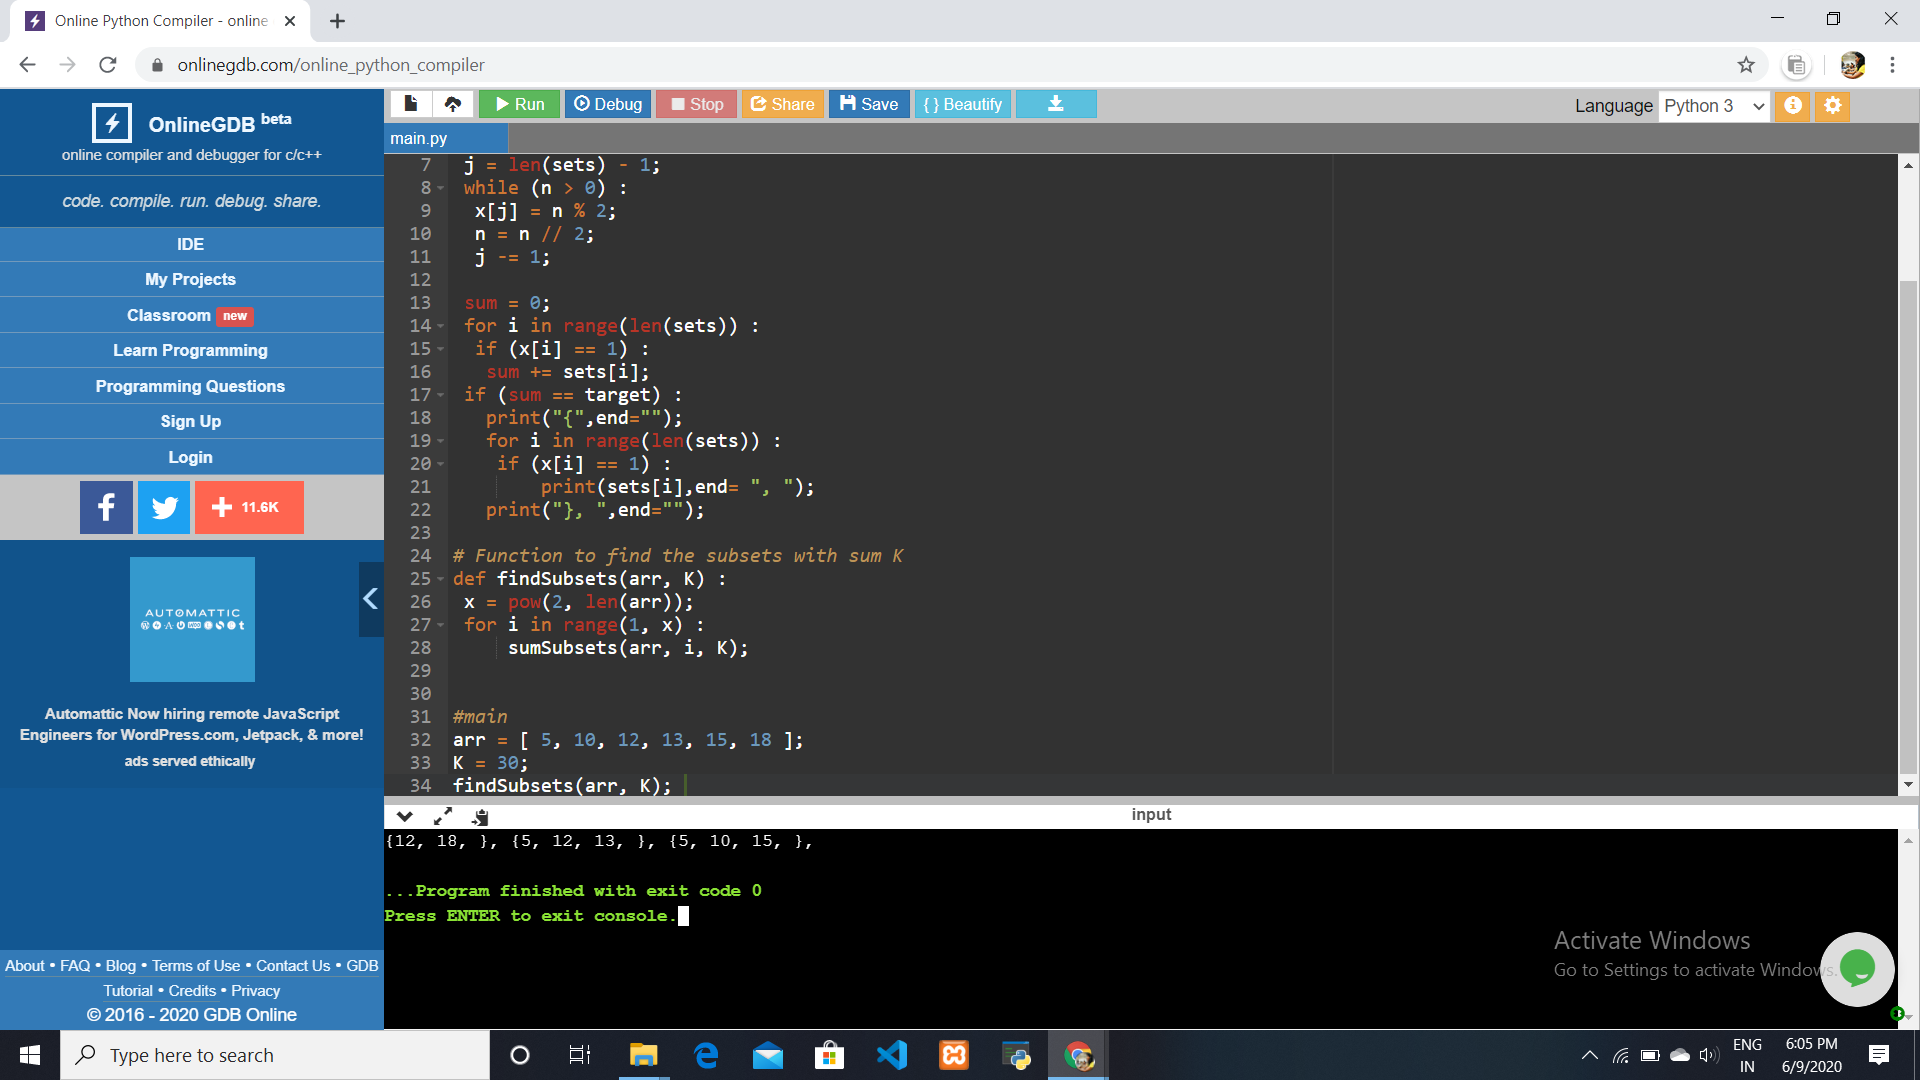 Online Python Compiler - online
onlinegdb.com/online_python_compiler
OnlineGDB beta
online compiler and debugger for c/c++
code. compile. run. debug. share.
IDE
My Projects
Classroom new
Learn Programming
Programming Questions
Sign Up
Login
11.6K
AUTOMATTIC
Automattic Now hiring remote JavaScript
Engineers for WordPress.com, Jetpack, & more!
ads served ethically
About • FAQ • Blog • Terms of Use • Contact Us • GDB
Tutorial • Credits • Privacy
© 2016 - 2020 GDB Online
Run Debug Stop Share Save { } Beautify Language Python 3
main.py
7 j = len(sets) - 1;
8 while (n > 0) :
9 x[j] = n % 2;
10 n = n // 2;
11 j -= 1;
12
13 sum = 0;
14 for i in range(len(sets)) :
15 if (x[i] == 1) :
16 sum += sets[i];
17 if (sum == target) :
18 print("{",end="");
19 for i in range(len(sets)) :
20 if (x[i] == 1) :
21 print(sets[i],end= ", ");
22 print("}, ",end="");
23
24 # Function to find the subsets with sum K
25 def findSubsets(arr, K) :
26 x = pow(2, len(arr));
27 for i in range(1, x) :
28 sumSubsets(arr, i, K);
29
30
31 #main
32 arr = [ 5, 10, 12, 13, 15, 18 ];
33 K = 30;
34 findSubsets(arr, K);
input
{12, 18, }, {5, 12, 13, }, {5, 10, 15, },
...Program finished with exit code 0
Press ENTER to exit console.
Activate Windows
Go to Settings to activate Windows.
Type here to search
ENG
IN
6:05 PM
6/9/2020